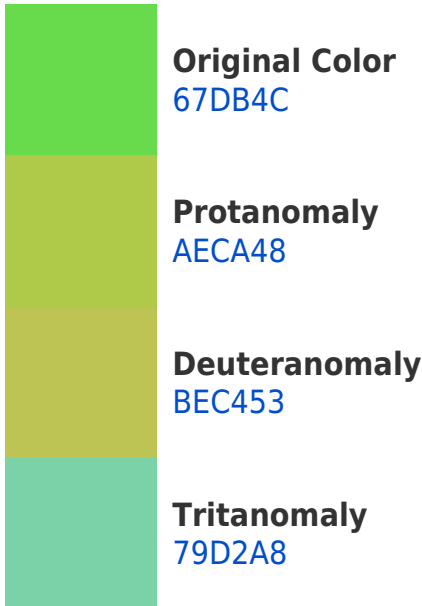 Original Color
67DB4C
Protanomaly
AECA48
Deuteranomaly
BEC453
Tritanomaly
79D2A8